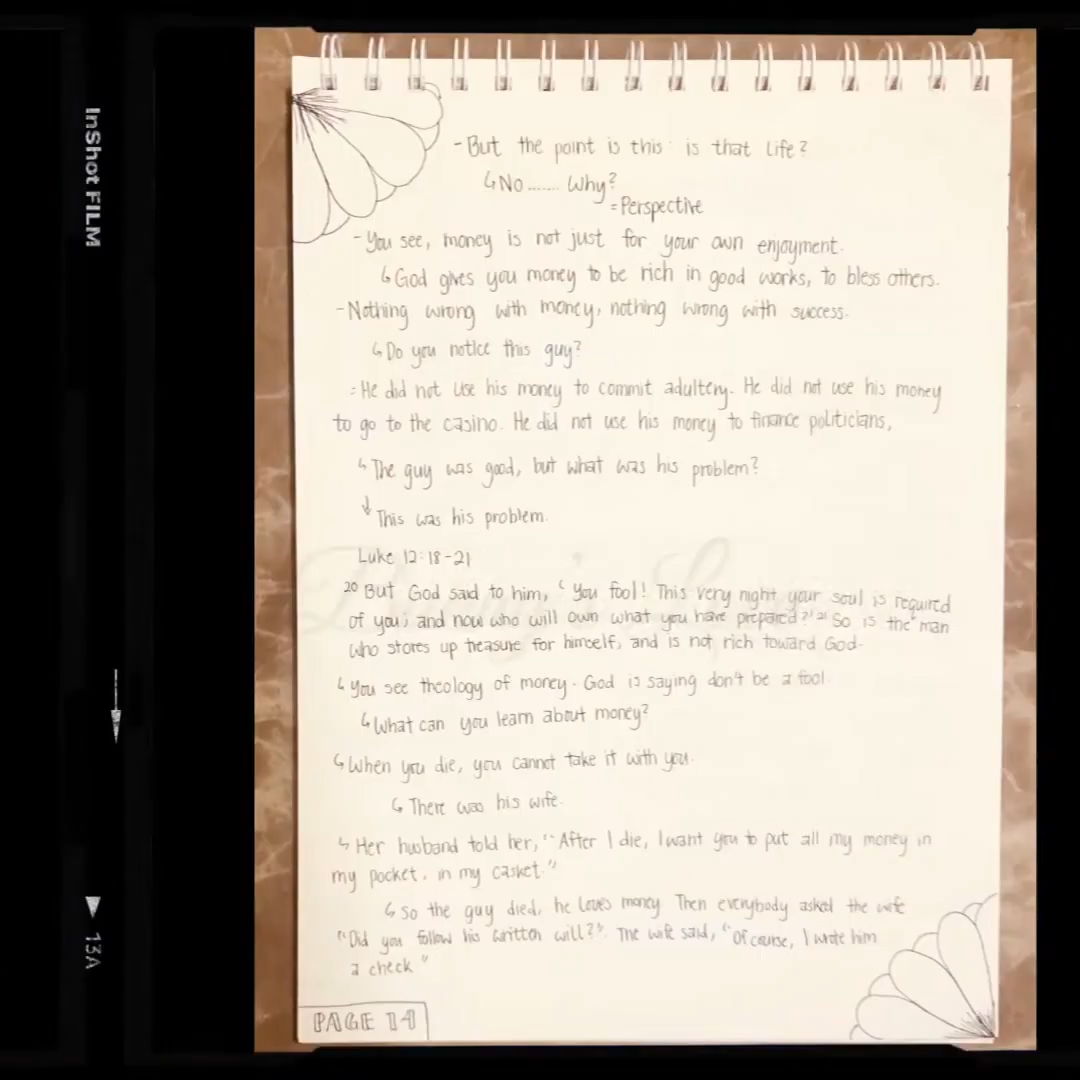 InShot FILM
- But the point is this : is that life?
↳ No ....... Why?
= Perspective
- You see, money is not just for your own enjoyment.
↳ God gives you money to be rich in good works, to bless others.
- Nothing wrong with money, nothing wrong with success.
↳ Do you notice this guy?
= He did not use his money to commit adultery. He did not use his money
to go to the casino. He did not use his money to finance politicians,
↳ The guy was good, but what was his problem?
↓ This was his problem.
Luke 12:18-21
20 But God said to him, ‘ You fool! This very night your soul is required
of you; and now who will own what you have prepared?’ 21 So is the man
who stores up treasure for himself, and is not rich toward God.
↳ You see theology of money. God is saying don't be a fool.
↳ What can you learn about money?
↳ When you die, you cannot take it with you.
↳ There was his wife.
↳ Her husband told her, "After I die, I want you to put all my money in
my pocket. in my casket."
↳ So the guy died, he loves money Then everybody asked the wife
"Did you follow his written will?". The wife said, "Of course, I wrote him
a check"
PAGE 14
13A